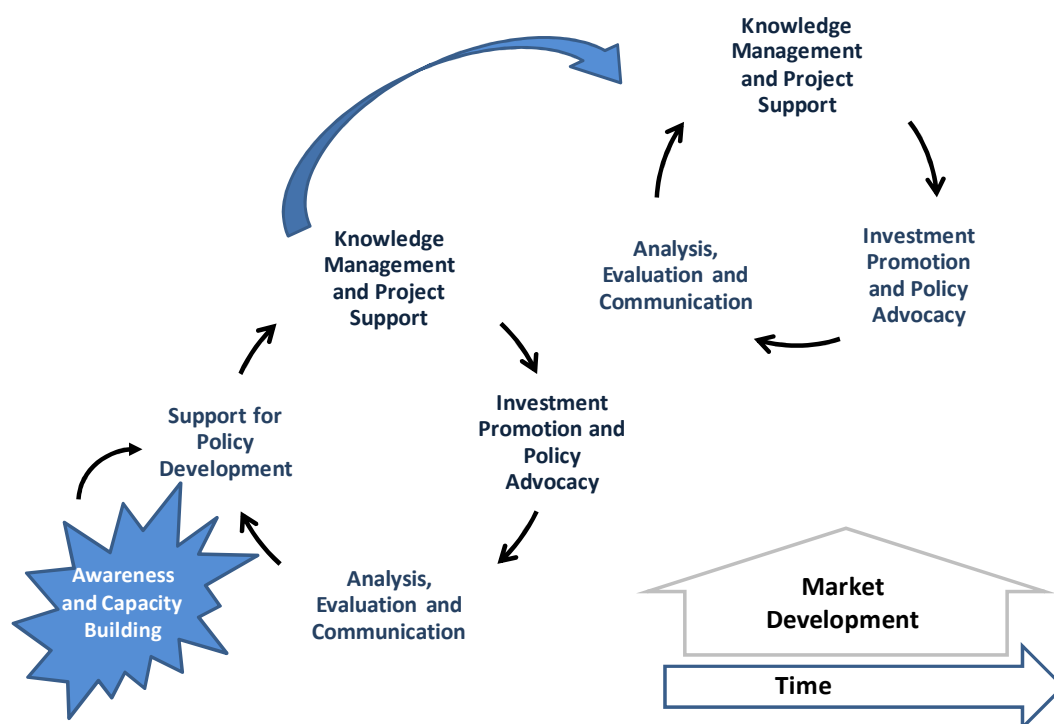 Knowledge
Management
and Project
Support
Analysis,
Evaluation and
Communication
Investment
Promotion
and Policy
Advocacy
Knowledge
Management
and Project
Support
Support for
Policy
Development
Investment
Promotion and
Policy
Advocacy
Awareness
and Capacity
Building
Analysis,
Evaluation and
Communication
Market
Development
Time